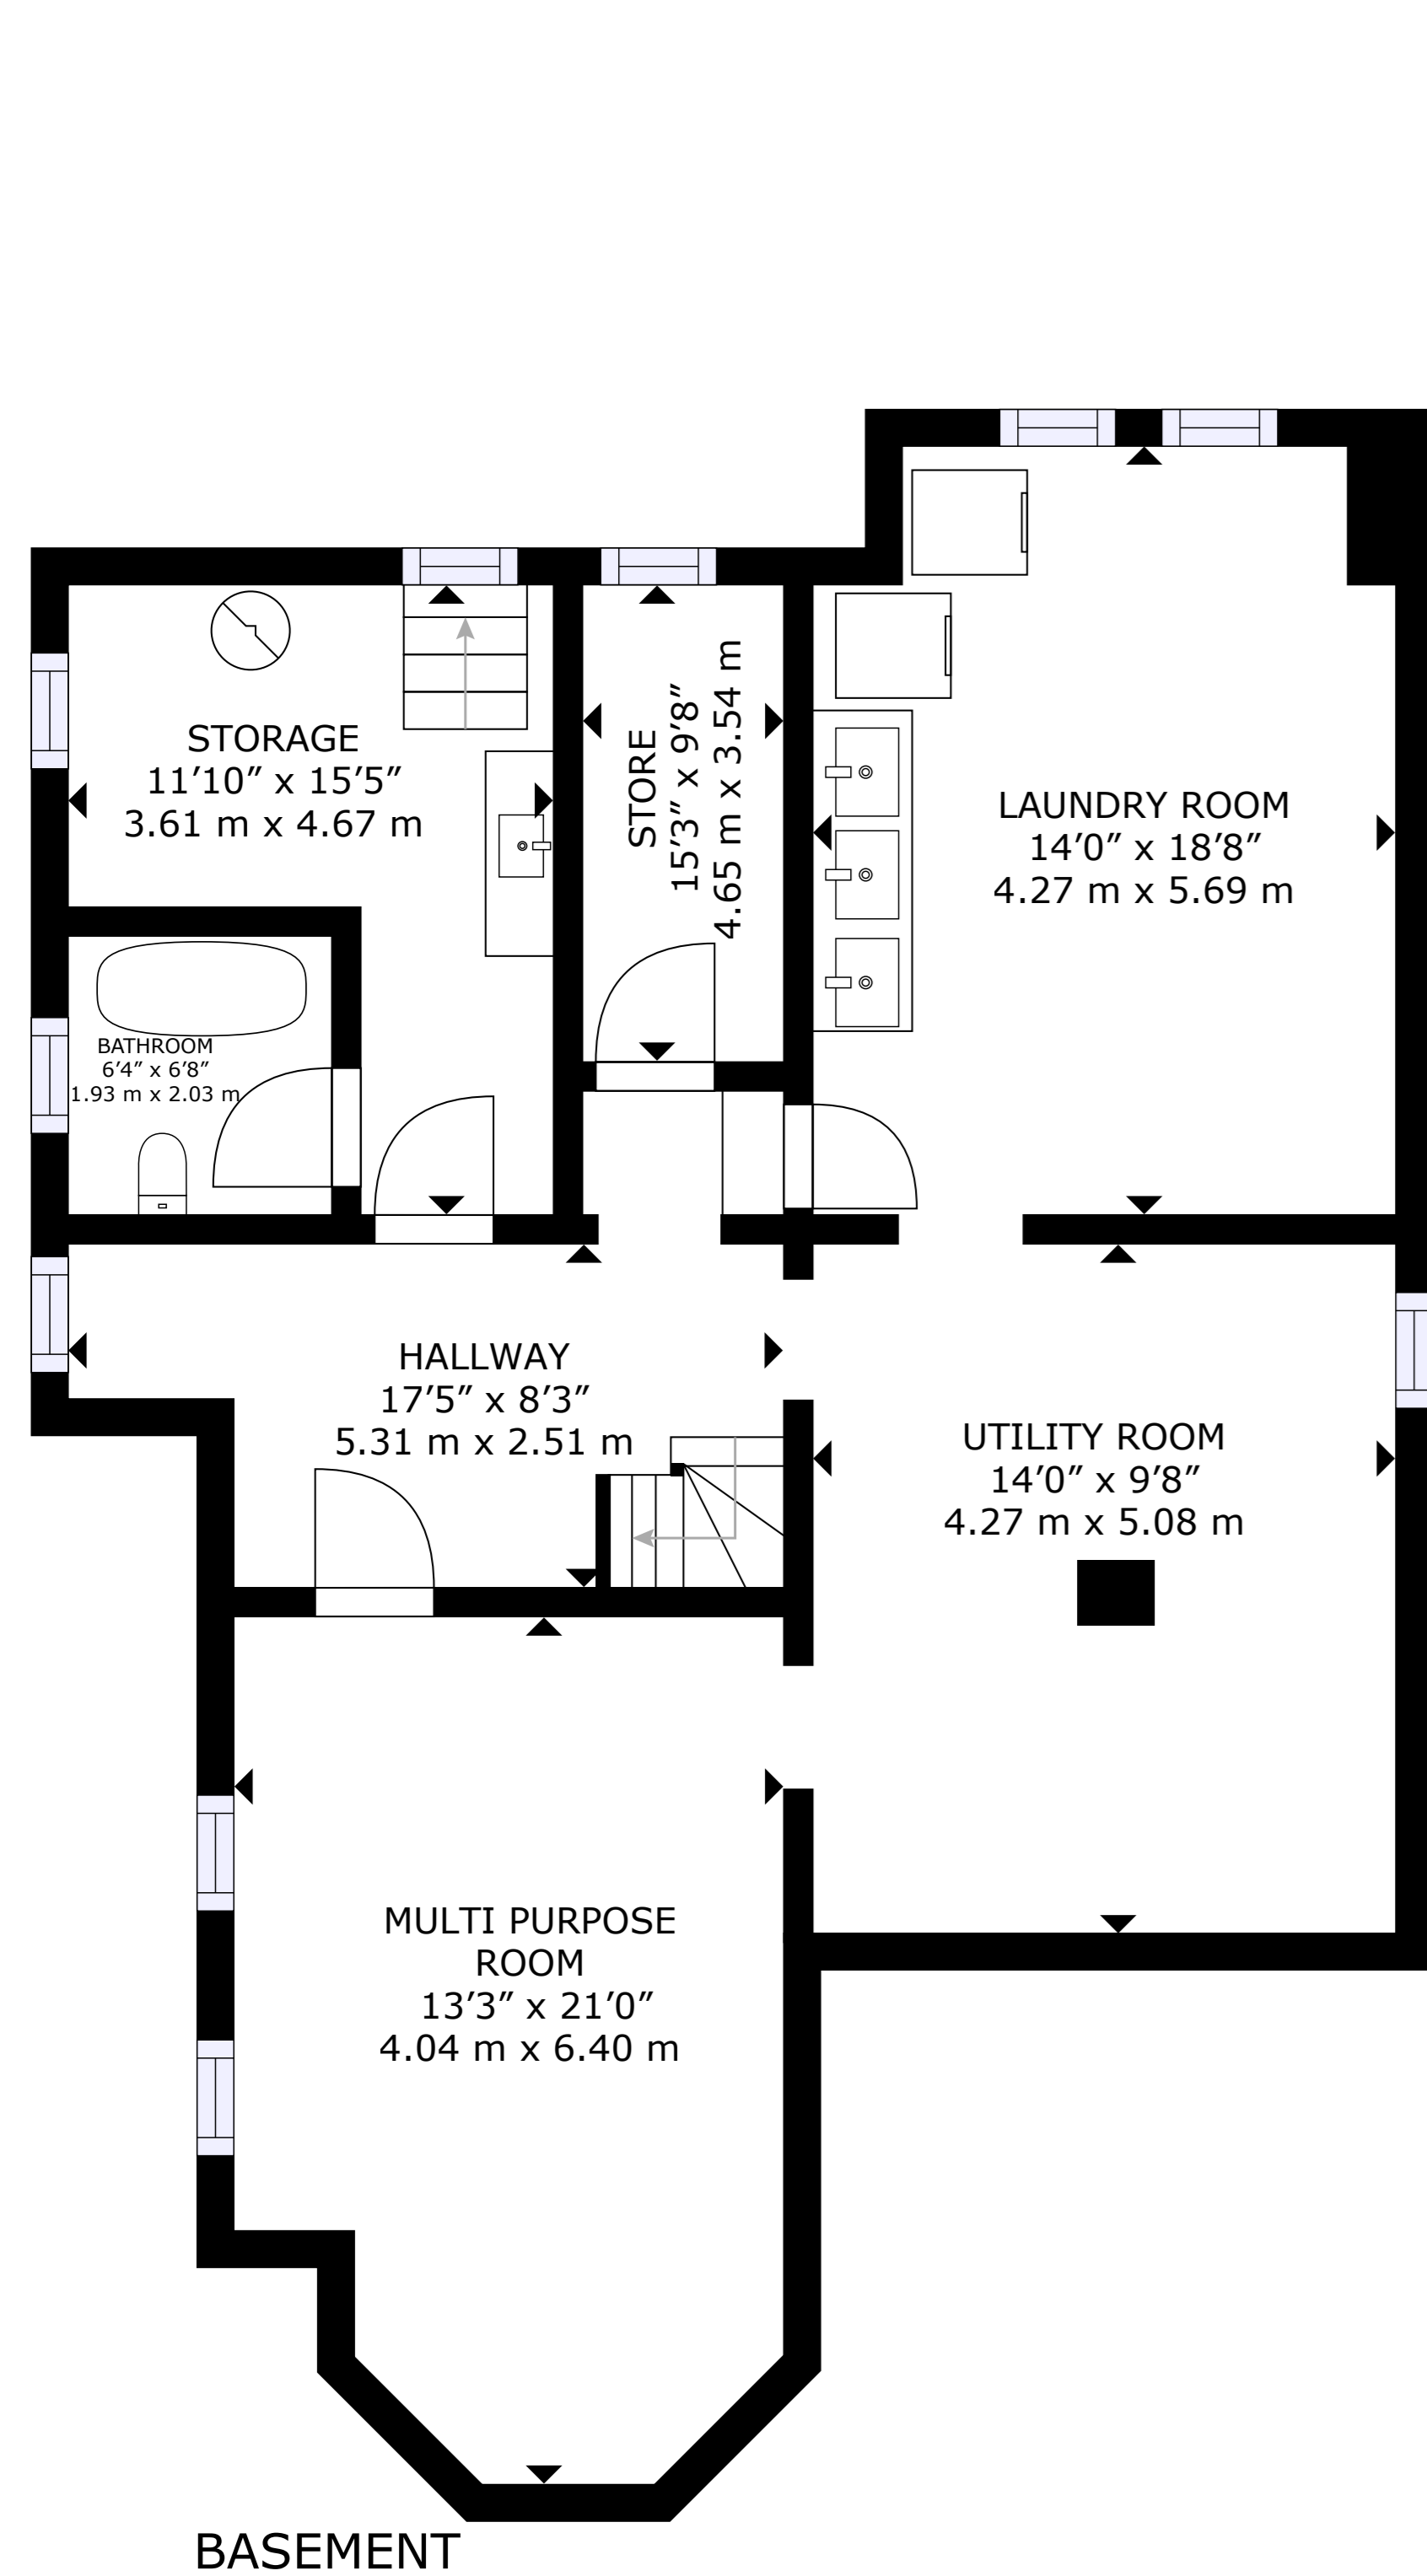 STORAGE
11’10” x 15’5”
3.61 m x 4.67 m
STORE
15’3” x 9’8”
4.65 m x 3.54 m
LAUNDRY ROOM
14’0” x 18’8”
4.27 m x 5.69 m
BATHROOM
6’4” x 6’8”
1.93 m x 2.03 m
HALLWAY
17’5” x 8’3”
5.31 m x 2.51 m
UTILITY ROOM
14’0” x 9’8”
4.27 m x 5.08 m
MULTI PURPOSE
ROOM
13’3” x 21’0”
4.04 m x 6.40 m
BASEMENT